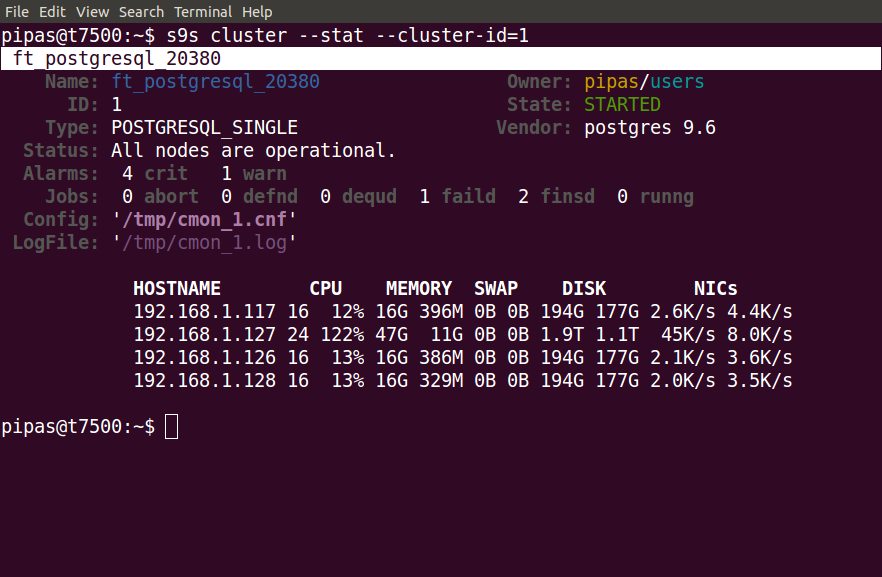 File Edit View Search Terminal Help
pipas@t7500:~$ s9s cluster --stat --cluster-id=1
ft_postgresql_20380
Name: ft_postgresql_20380 Owner: pipas/users
ID: 1 State: STARTED
Type: POSTGRESQL_SINGLE Vendor: postgres 9.6
Status: All nodes are operational.
Alarms: 4 crit 1 warn
Jobs: 0 abort 0 defnd 0 dequd 1 faild 2 finsd 0 runng
Config: '/tmp/cmon_1.cnf'
LogFile: '/tmp/cmon_1.log'
HOSTNAME CPU MEMORY SWAP DISK NICs
192.168.1.117 16 12% 16G 396M 0B 0B 194G 177G 2.6K/s 4.4K/s
192.168.1.127 24 122% 47G 11G 0B 0B 1.9T 1.1T 45K/s 8.0K/s
192.168.1.126 16 13% 16G 386M 0B 0B 194G 177G 2.1K/s 3.6K/s
192.168.1.128 16 13% 16G 329M 0B 0B 194G 177G 2.0K/s 3.5K/s
pipas@t7500:~$